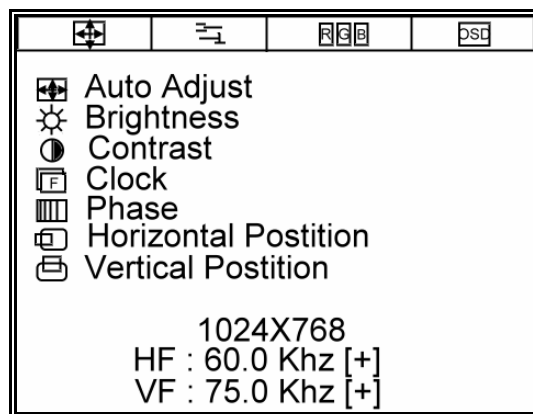 RGB OSD
Auto Adjust
Brightness
Contrast
F Clock
Phase
Horizontal Postition
Vertical Postition
1024X768
HF : 60.0 Khz [+]
VF : 75.0 Khz [+]